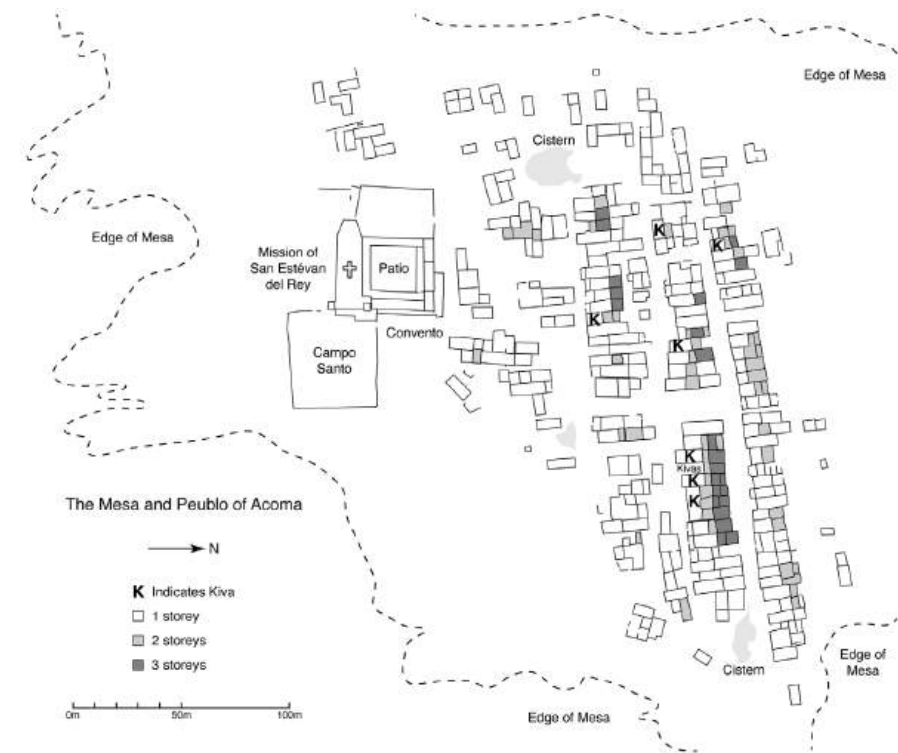 Edge of Mesa
Cistern
Edge of Mesa
K
K
Mission of
San Estévan
del Rey
Patio
K
Convento
K
Campo
Santo
K
Kivas
K
K
The Mesa and Peublo of Acoma
N
K Indicates Kiva
1 storey
2 storeys
3 storeys
Cistern
Edge of
Mesa
0m 50m 100m
Edge of Mesa